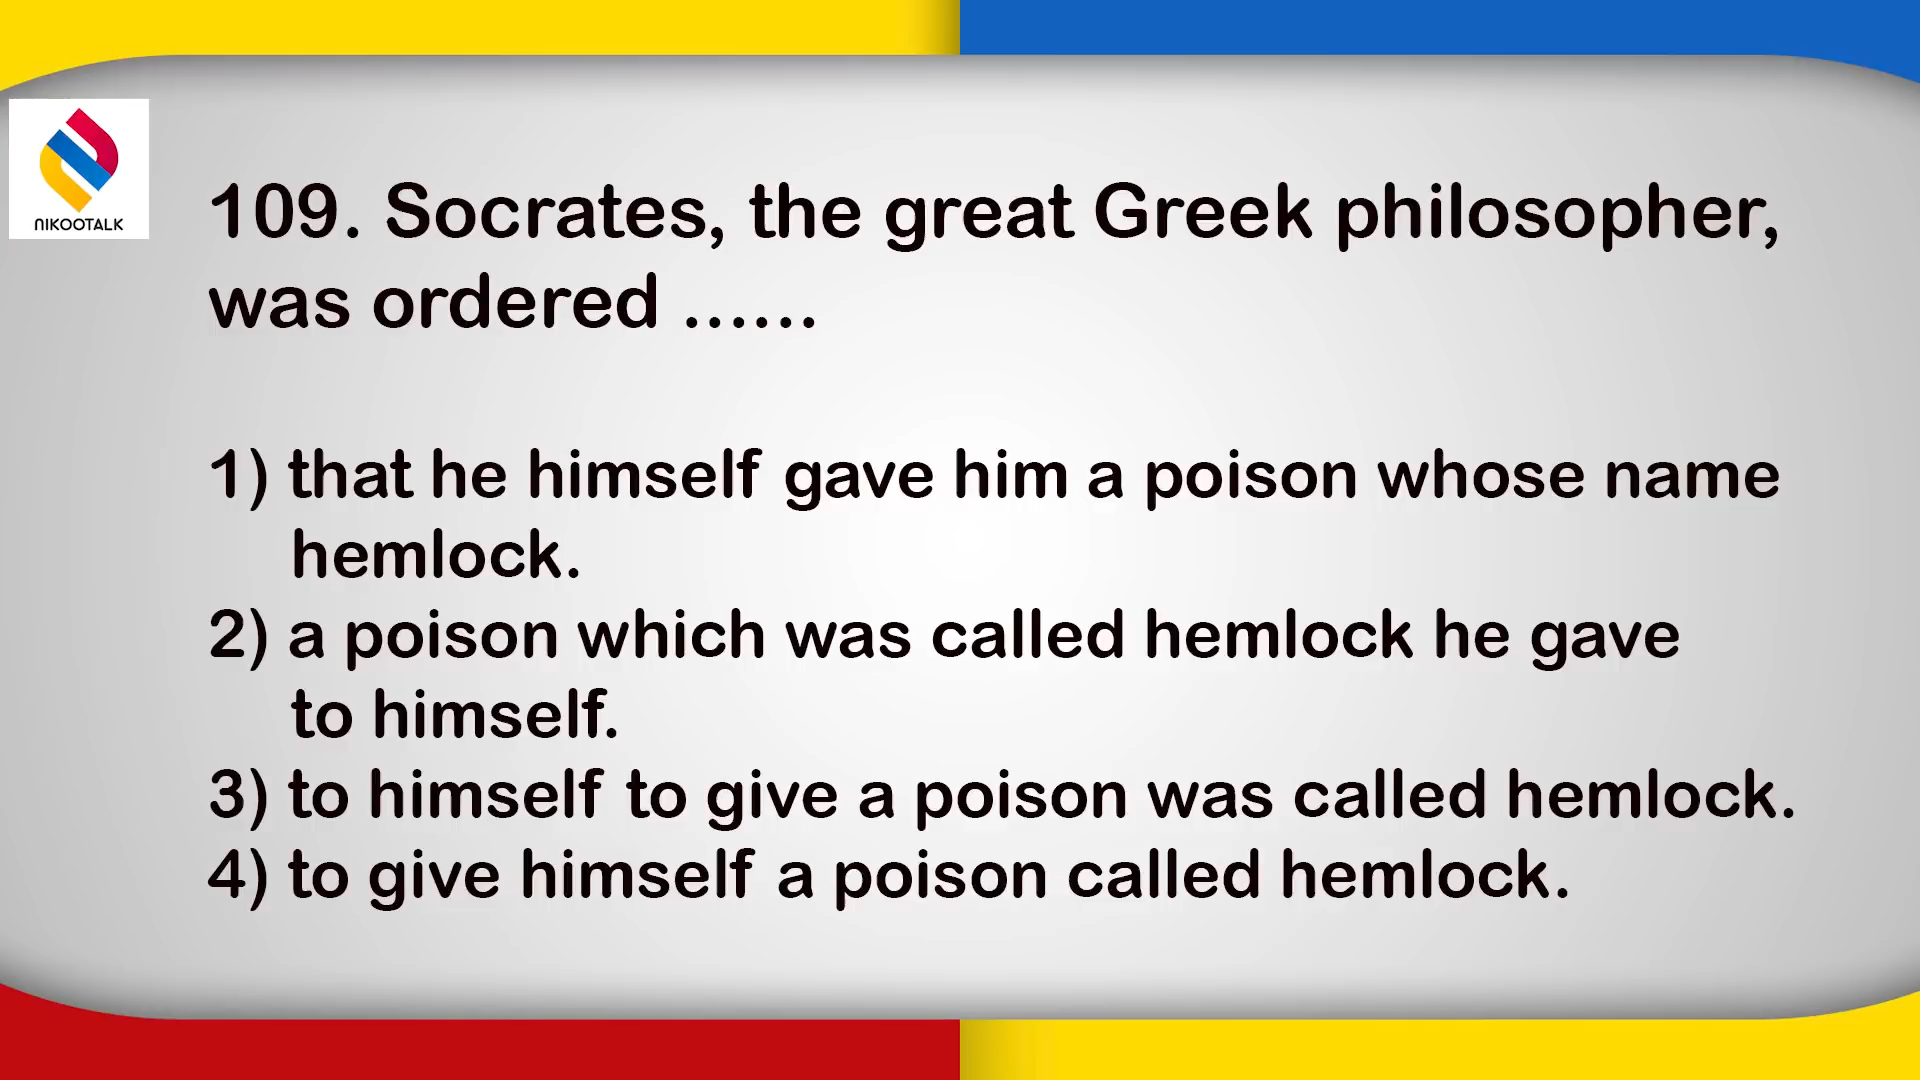 NIKOOTALK
109. Socrates, the great Greek philosopher,
was ordered ......
1) that he himself gave him a poison whose name
hemlock.
2) a poison which was called hemlock he gave
to himself.
3) to himself to give a poison was called hemlock.
4) to give himself a poison called hemlock.